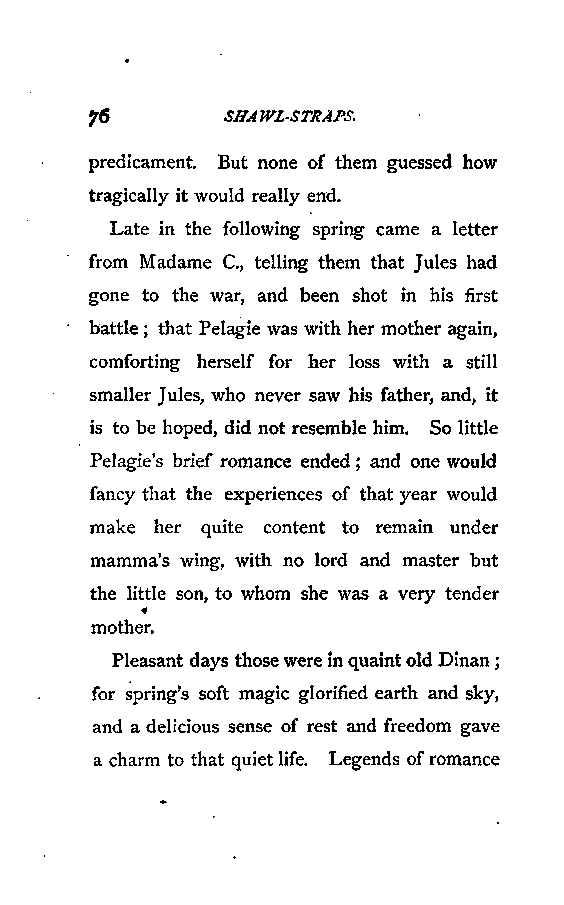 76 SHAWL-STRAPS.
predicament. But none of them guessed how
tragically it would really end.
Late in the following spring came a letter
from Madame C., telling them that Jules had
gone to the war, and been shot in his first
battle ; that Pelagie was with her mother again,
comforting herself for her loss with a still
smaller Jules, who never saw his father, and, it
is to be hoped, did not resemble him. So little
Pelagie's brief romance ended ; and one would
fancy that the experiences of that year would
make her quite content to remain under
mamma's wing, with no lord and master but
the little son, to whom she was a very tender
mother.
Pleasant days those were in quaint old Dinan ;
for spring's soft magic glorified earth and sky,
and a delicious sense of rest and freedom gave
a charm to that quiet life. Legends of romance